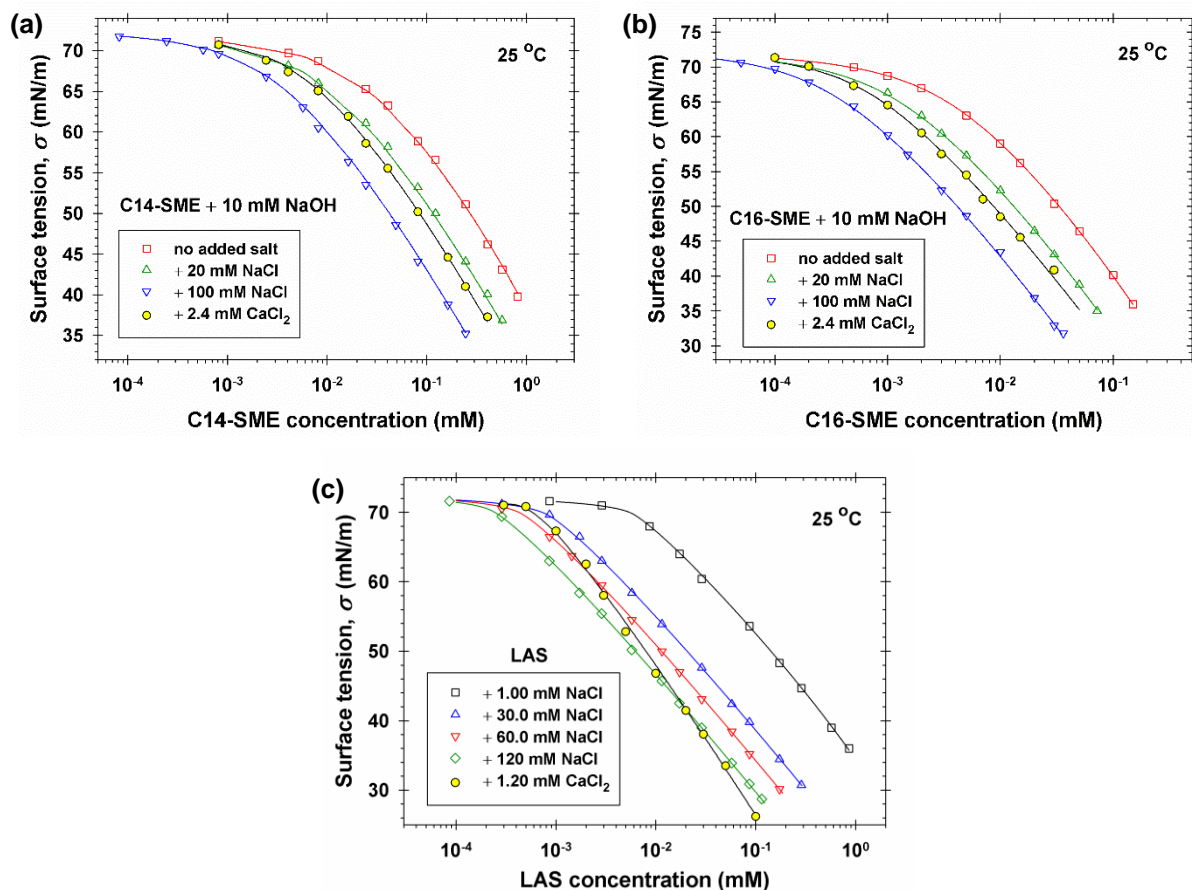 (a)
25 °C
Surface tension, σ (mN/m)
70
65
60
55
50
45
40
35
C14-SME + 10 mM NaOH
no added salt
+ 20 mM NaCl
+ 100 mM NaCl
+ 2.4 mM CaCl₂
10⁻⁴ 10⁻³ 10⁻² 10⁻¹ 10⁰
C14-SME concentration (mM)
(b)
25 °C
Surface tension, σ (mN/m)
75
70
65
60
55
50
45
40
35
30
C16-SME + 10 mM NaOH
no added salt
+ 20 mM NaCl
+ 100 mM NaCl
+ 2.4 mM CaCl₂
10⁻⁴ 10⁻³ 10⁻² 10⁻¹
C16-SME concentration (mM)
(c)
25 °C
Surface tension, σ (mN/m)
70
60
50
40
30
LAS
+ 1.00 mM NaCl
+ 30.0 mM NaCl
+ 60.0 mM NaCl
+ 120 mM NaCl
+ 1.20 mM CaCl₂
10⁻⁴ 10⁻³ 10⁻² 10⁻¹ 10⁰
LAS concentration (mM)